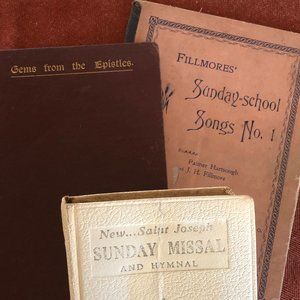 Gems from the Epistles.
FILLMORES'
Sunday-school
Songs No. 1
Palmer Hartsough
J. H. Fillmore
New...Saint Joseph
SUNDAY MISSAL
AND HYMNAL